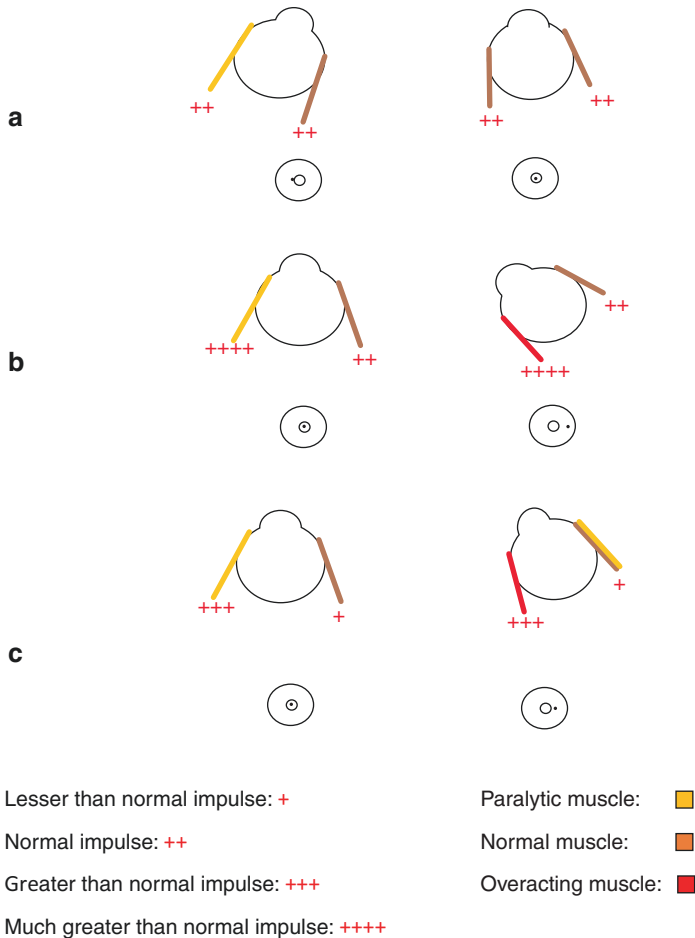 ++ ++
++ ++
a
b
++++ ++
++ ++++
c
+++ +
+++ +
Lesser than normal impulse: + Paralytic muscle:
Normal impulse: ++ Normal muscle:
Greater than normal impulse: +++ Overacting muscle:
Much greater than normal impulse: ++++